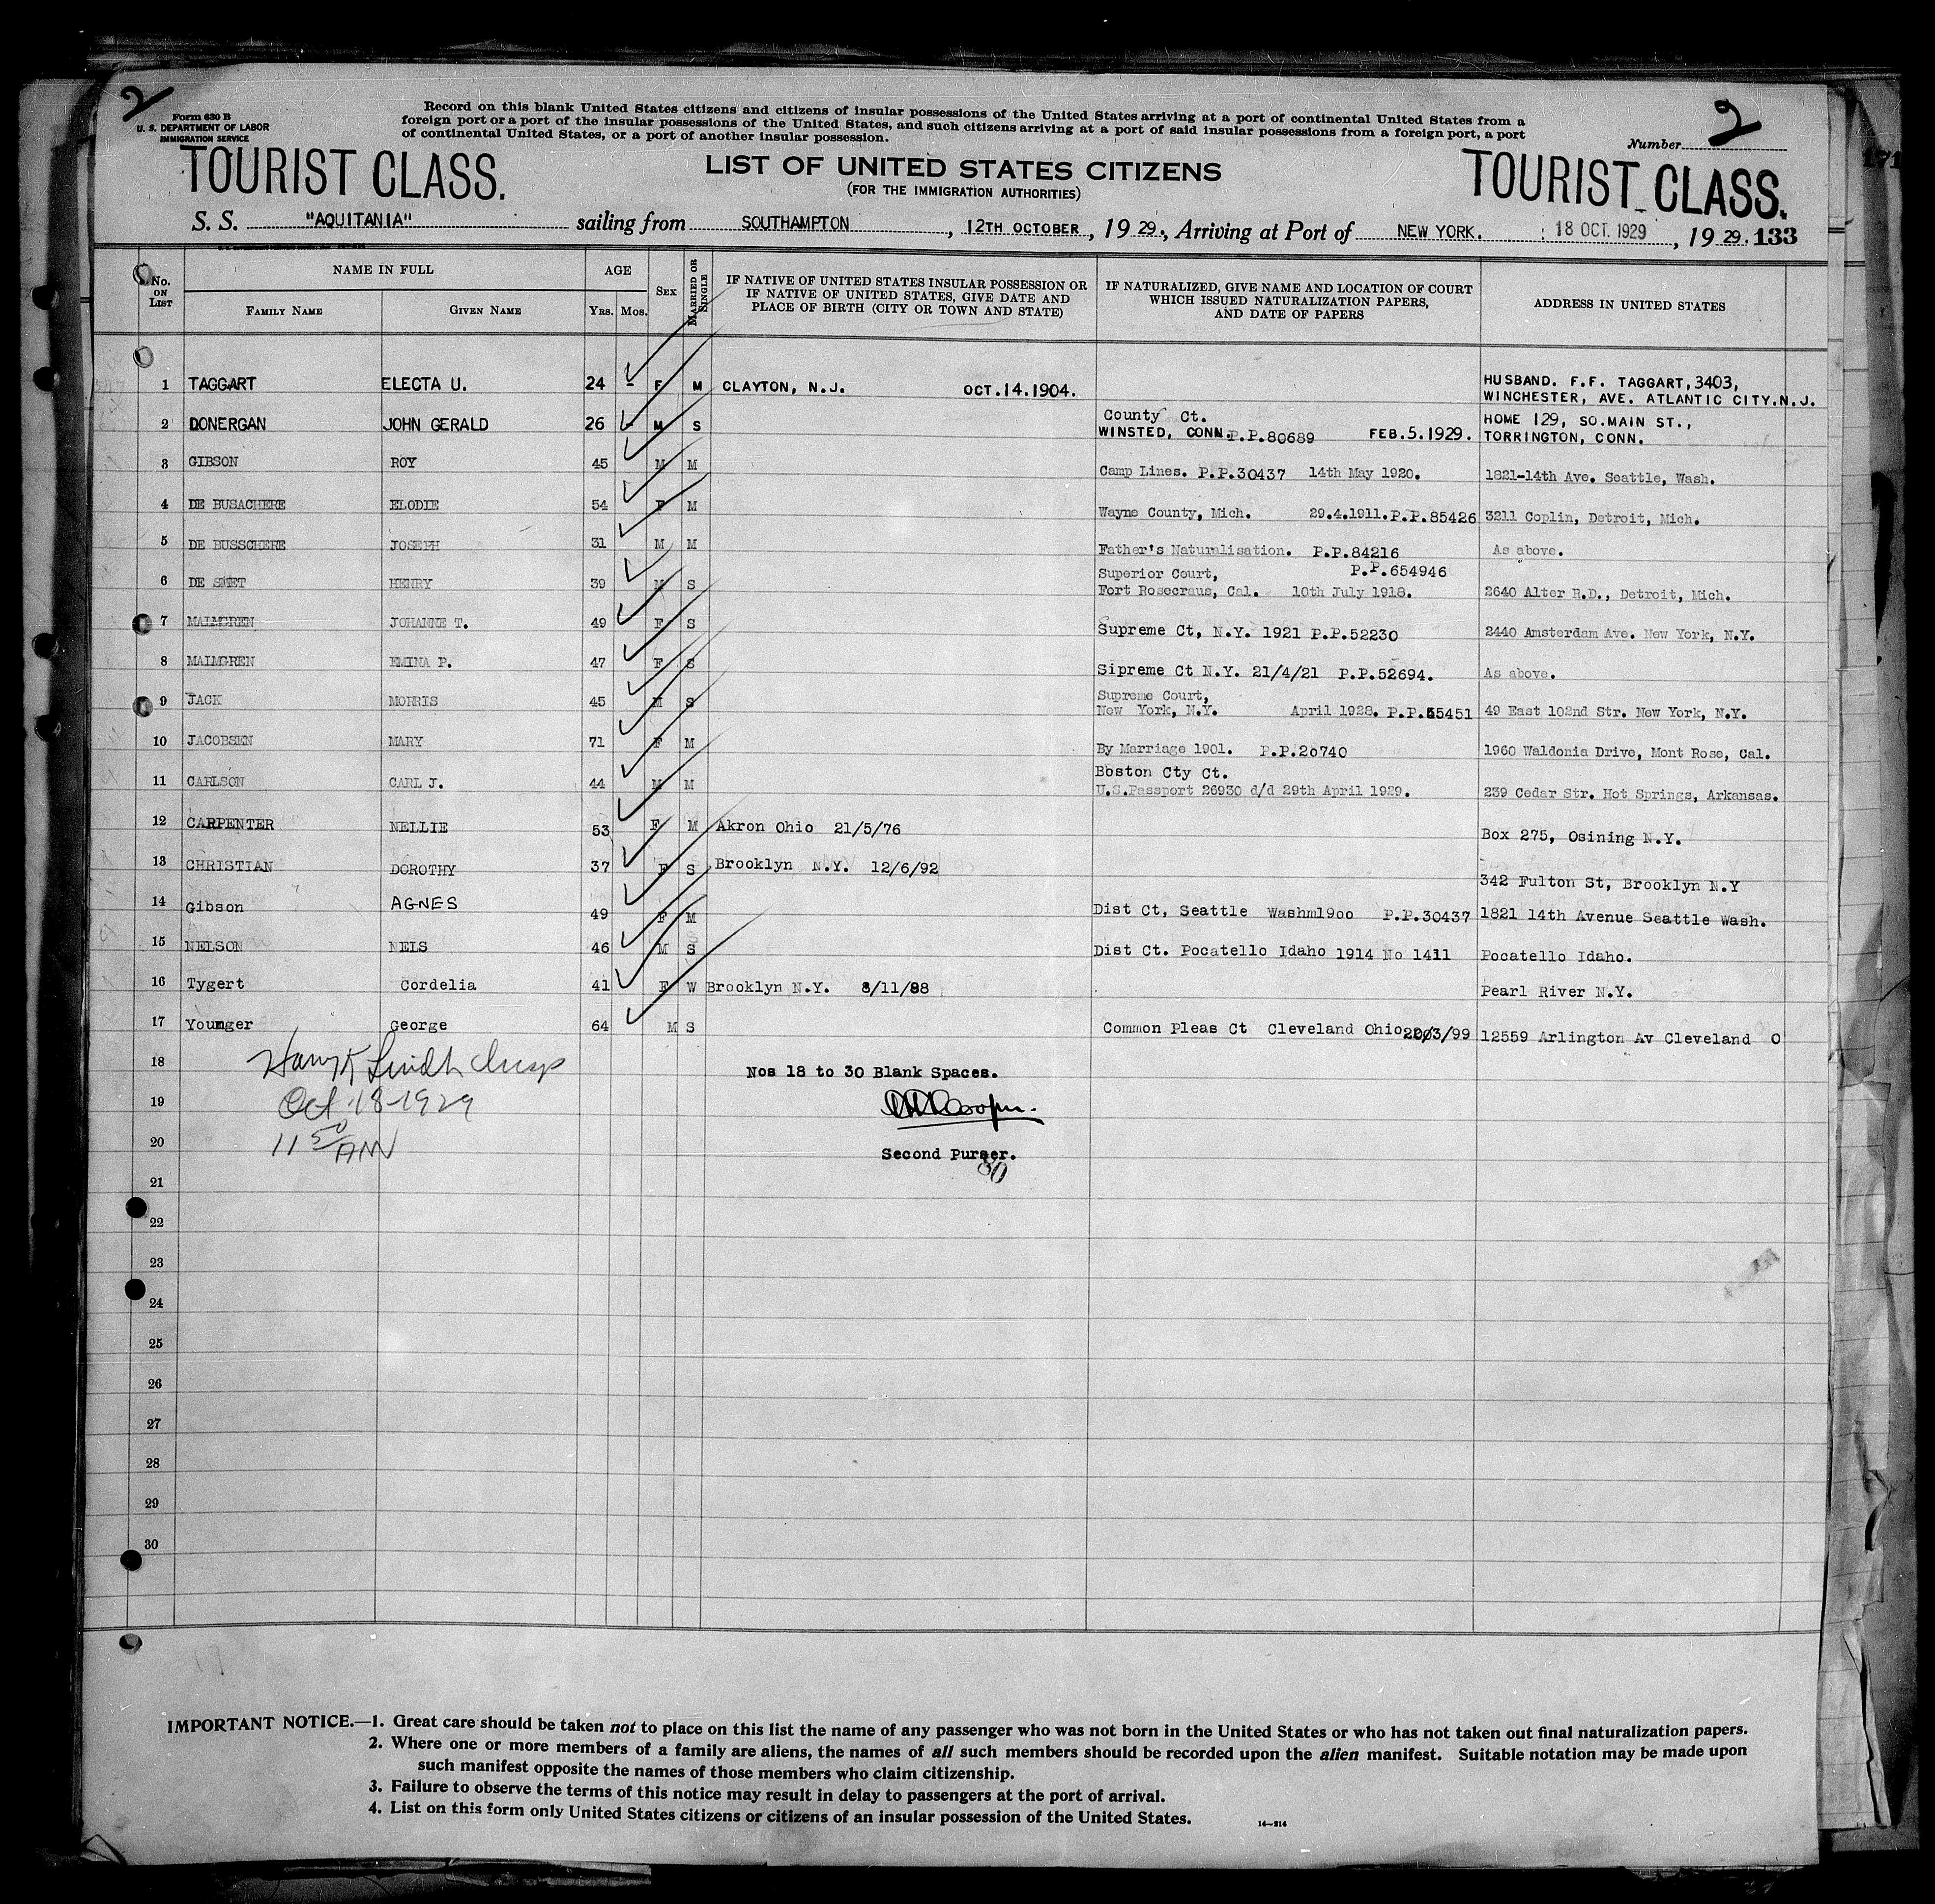 2
Form 630 B
U. S. DEPARTMENT OF LABOR
IMMIGRATION SERVICE
Record on this blank United States citizens and citizens of insular possessions of the United States arriving at a port of continental United States from a
foreign port or a port of the insular possessions of the United States, and such citizens arriving at a port of said insular possessions from a foreign port, a port
of continental United States, or a port of another insular possession.
Number 2
171
TOURIST CLASS.
LIST OF UNITED STATES CITIZENS
(FOR THE IMMIGRATION AUTHORITIES)
TOURIST CLASS.
S. S. "AQUITANIA" sailing from SOUTHAMPTON, 12TH OCTOBER, 19 29., Arriving at Port of NEW YORK. 18 OCT. 1929, 19 29. 133
No. ON LIST
NAME IN FULL
FAMILY NAME
GIVEN NAME
AGE
YRS. MOS.
SEX
MARRIED OR SINGLE
IF NATIVE OF UNITED STATES INSULAR POSSESSION OR
IF NATIVE OF UNITED STATES, GIVE DATE AND
PLACE OF BIRTH (CITY OR TOWN AND STATE)
IF NATURALIZED, GIVE NAME AND LOCATION OF COURT
WHICH ISSUED NATURALIZATION PAPERS,
AND DATE OF PAPERS
ADDRESS IN UNITED STATES
1 TAGGART ELECTA U. 24 - F M CLAYTON, N.J. OCT.14.1904. HUSBAND. F.F. TAGGART, 3403,
WINCHESTER, AVE. ATLANTIC CITY.N.J.
County Ct.
2 DONERGAN JOHN GERALD 26 - M S WINSTED, CONN.P.P.80689 FEB.5.1929. HOME 129, SO.MAIN ST.,
TORRINGTON, CONN.
3 GIBSON ROY 45 M M Camp Lines. P.P.30437 14th May 1920. 1821-14th Ave. Seattle, Wash.
4 DE BUSACHERE ELODIE 54 F M Wayne County, Mich. 29.4.1911.P.P.85426 3211 Coplin, Detroit, Mich.
5 DE BUSSCHERE JOSEPH 31 M M Father's Naturalisation. P.P.84216 As above.
Superior Court, P.P.654946
6 DE SMET HENRY 39 M S Fort Rosecraus, Cal. 10th July 1918. 2640 Alter R.D., Detroit, Mich.
7 MALMGREN JOHANNE T. 49 F S Supreme Ct, N.Y. 1921 P.P.52230 2440 Amsterdam Ave. New York, N.Y.
8 MALMGREN EMINA P. 47 F S Sipreme Ct N.Y. 21/4/21 P.P.52694. As above.
Supreme Court,
9 JACK MORRIS 45 M S New York, N.Y. April 1928. P.P.55451 49 East 102nd Str. New York, N.Y.
10 JACOBSEN MARY 71 F M By Marriage 1901. P.P.20740 1960 Waldonia Drive, Mont Rose, Cal.
Boston Cty Ct.
11 CARLSON CARL J. 44 M M U.S.Passport 26930 d/d 29th April 1929. 239 Cedar Str. Hot Springs, Arkansas.
12 CARPENTER NELLIE 53 F M Akron Ohio 21/5/76 Box 275, Osining N.Y.
13 CHRISTIAN DOROTHY 37 F S Brooklyn N.Y. 12/6/92 342 Fulton St, Brooklyn N.Y
14 Gibson AGNES 49 F M Dist Ct, Seattle Washm1900 P.P.30437 1821 14th Avenue Seattle Wash.
15 NELSON NELS 46 M S Dist Ct. Pocatello Idaho 1914 No 1411 Pocatello Idaho.
16 Tygert Cordelia 41 F W Brooklyn N.Y. 8/11/88 Pearl River N.Y.
17 Younger George 64 M S Common Pleas Ct Cleveland Ohio 20/3/99 12559 Arlington Av Cleveland O
18 Nos 18 to 30 Blank Spaces.
19 Oct 18-1929
20 11 50 AM
Second Purser.
80
21
22
23
24
25
26
27
28
29
30
17
IMPORTANT NOTICE.—1. Great care should be taken not to place on this list the name of any passenger who was not born in the United States or who has not taken out final naturalization papers.
2. Where one or more members of a family are aliens, the names of all such members should be recorded upon the alien manifest. Suitable notation may be made upon
such manifest opposite the names of those members who claim citizenship.
3. Failure to observe the terms of this notice may result in delay to passengers at the port of arrival.
4. List on this form only United States citizens or citizens of an insular possession of the United States.
14—214